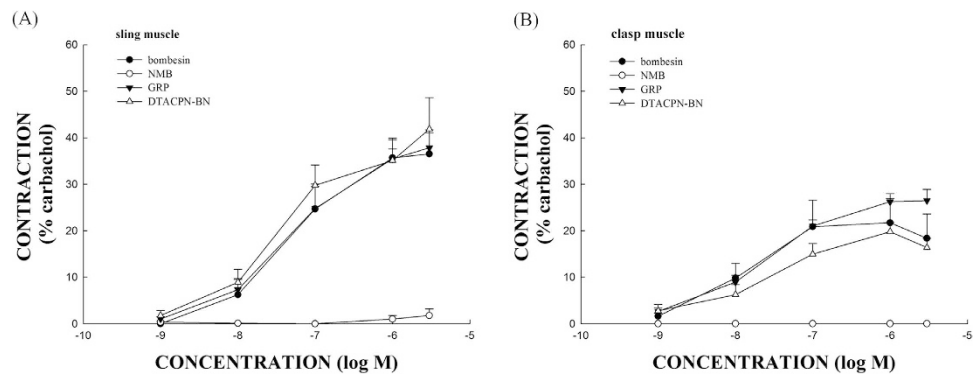 (A)
sling muscle
bombesin
NMB
GRP
DTACPN-BN
60
50
40
30
20
10
0
-10
-9
-8
-7
-6
-5
CONTRACTION
(% carbachol)
CONCENTRATION (log M)
(B)
clasp muscle
bombesin
NMB
GRP
DTACPN-BN
60
50
40
30
20
10
0
-10
-9
-8
-7
-6
-5
CONTRACTION
(% carbachol)
CONCENTRATION (log M)